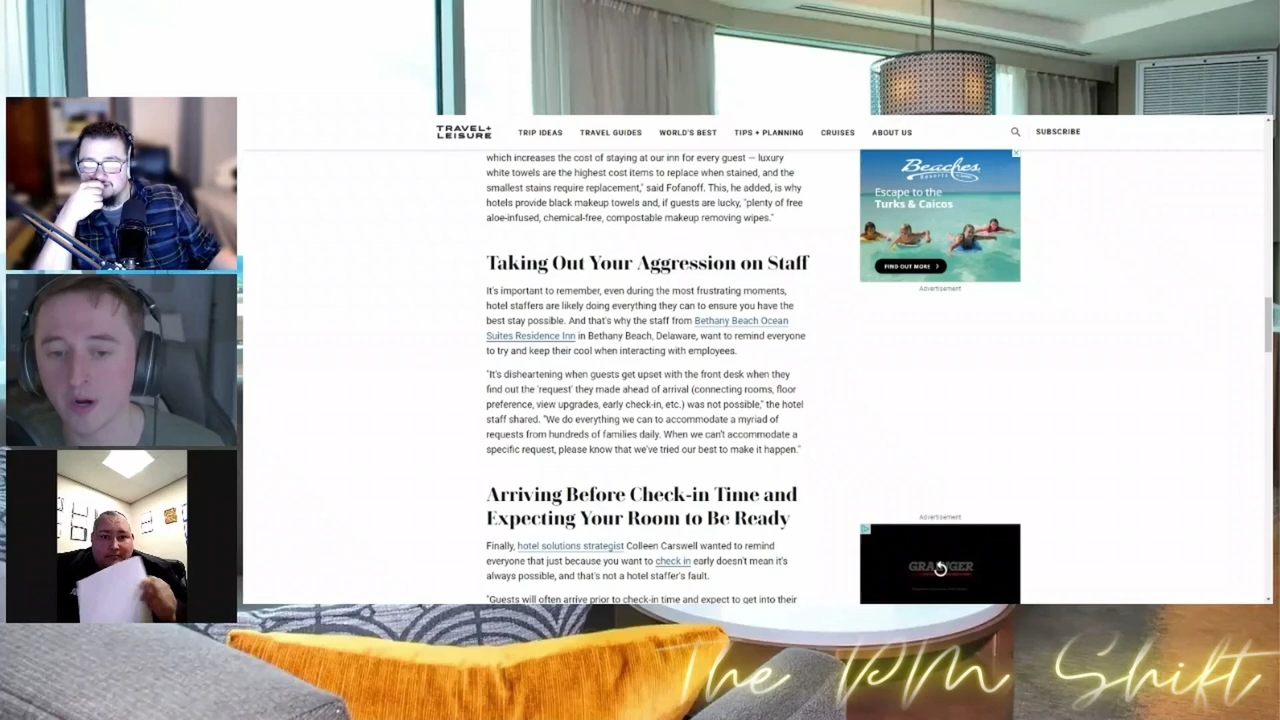 TRAVEL+
LEISURE
TRIP IDEAS
TRAVEL GUIDES
WORLD'S BEST
TIPS + PLANNING
CRUISES
ABOUT US
SUBSCRIBE
which increases the cost of staying at our inn for every guest — luxury
white towels are the highest cost items to replace when stained, and the
smallest stains require replacement," said Fofanoff. This, he added, is why
hotels provide black makeup towels and, if guests are lucky, "plenty of free
aloe-infused, chemical-free, compostable makeup removing wipes."
Taking Out Your Aggression on Staff
It's important to remember, even during the most frustrating moments,
hotel staffers are likely doing everything they can to ensure you have the
best stay possible. And that's why the staff from Bethany Beach Ocean
Suites Residence Inn in Bethany Beach, Delaware, want to remind everyone
to try and keep their cool when interacting with employees.
"It's disheartening when guests get upset with the front desk when they
find out the 'request' they made ahead of arrival (connecting rooms, floor
preference, view upgrades, early check-in, etc.) was not possible," the hotel
staff shared. "We do everything we can to accommodate a myriad of
requests from hundreds of families daily. When we can't accommodate a
specific request, please know that we've tried our best to make it happen."
Arriving Before Check-in Time and
Expecting Your Room to Be Ready
Finally, hotel solutions strategist Colleen Carswell wanted to remind
everyone that just because you want to check in early doesn't mean it's
always possible, and that's not a hotel staffer's fault.
"Guests will often arrive prior to check-in time and expect to get into their
Beaches
Escape to the
Turks & Caicos
FIND OUT MORE
Advertisement
Advertisement
GRAINGER
The PM Shift